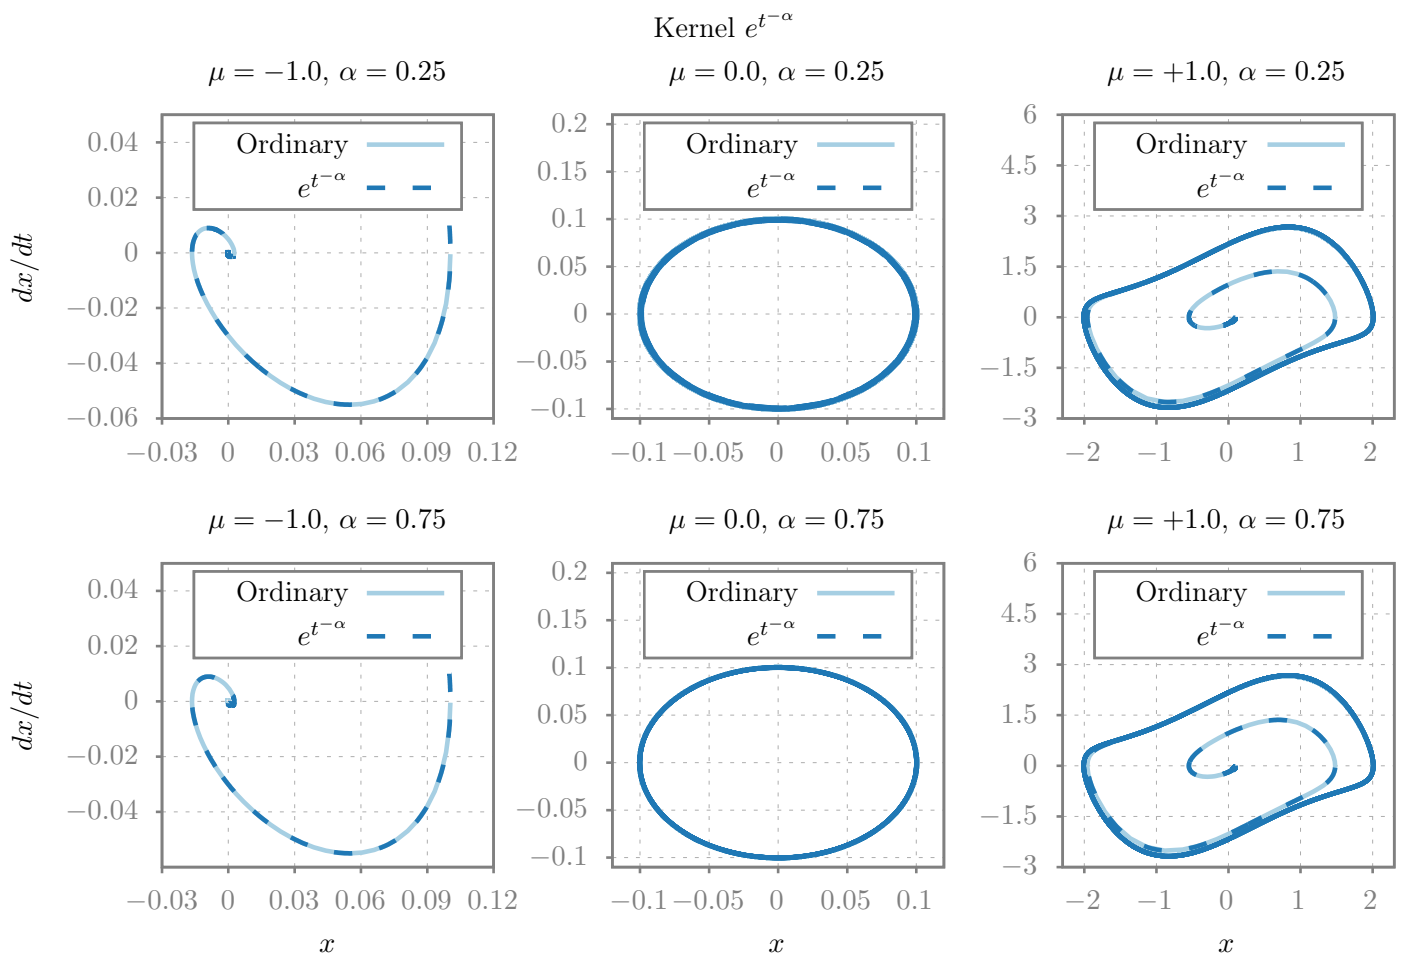 Kernel e^{t^{-α}}
μ = −1.0, α = 0.25
μ = 0.0, α = 0.25
μ = +1.0, α = 0.25
dx/dt
0.04
0.02
0
−0.02
−0.04
−0.06
Ordinary
e^{t^{-α}}
−0.03 0 0.03 0.06 0.09 0.12
0.2
0.15
0.1
0.05
0
−0.05
−0.1
Ordinary
e^{t^{-α}}
−0.1 −0.05 0 0.05 0.1
6
4.5
3
1.5
0
−1.5
−3
Ordinary
e^{t^{-α}}
−2 −1 0 1 2
μ = −1.0, α = 0.75
μ = 0.0, α = 0.75
μ = +1.0, α = 0.75
dx/dt
0.04
0.02
0
−0.02
−0.04
Ordinary
e^{t^{-α}}
−0.03 0 0.03 0.06 0.09 0.12
x
0.2
0.15
0.1
0.05
0
−0.05
−0.1
Ordinary
e^{t^{-α}}
−0.1 −0.05 0 0.05 0.1
x
6
4.5
3
1.5
0
−1.5
−3
Ordinary
e^{t^{-α}}
−2 −1 0 1 2
x